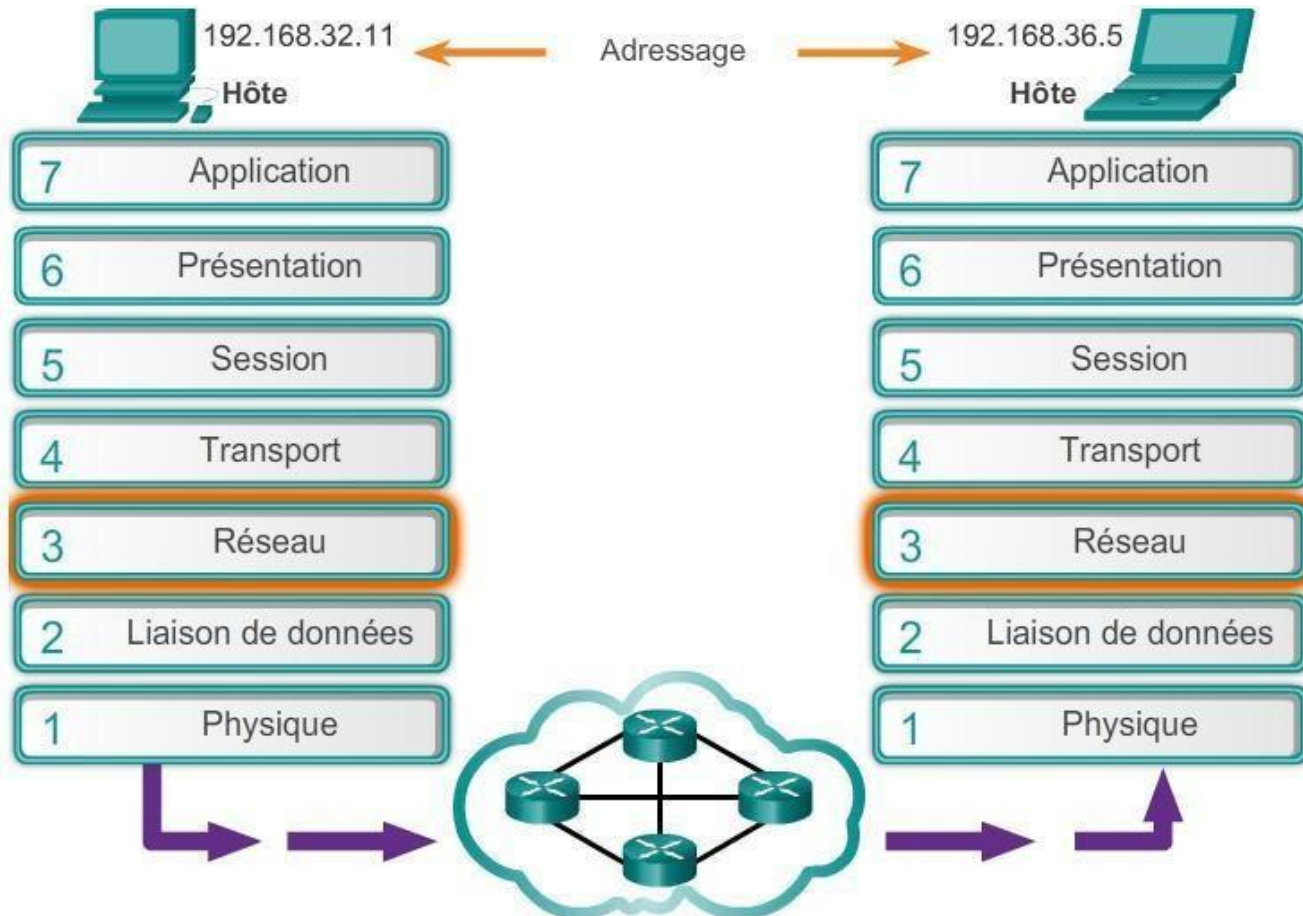 192.168.32.11
Adressage
192.168.36.5
Hôte
Hôte
7 Application
7 Application
6 Présentation
6 Présentation
5 Session
5 Session
4 Transport
4 Transport
3 Réseau
3 Réseau
2 Liaison de données
2 Liaison de données
1 Physique
1 Physique